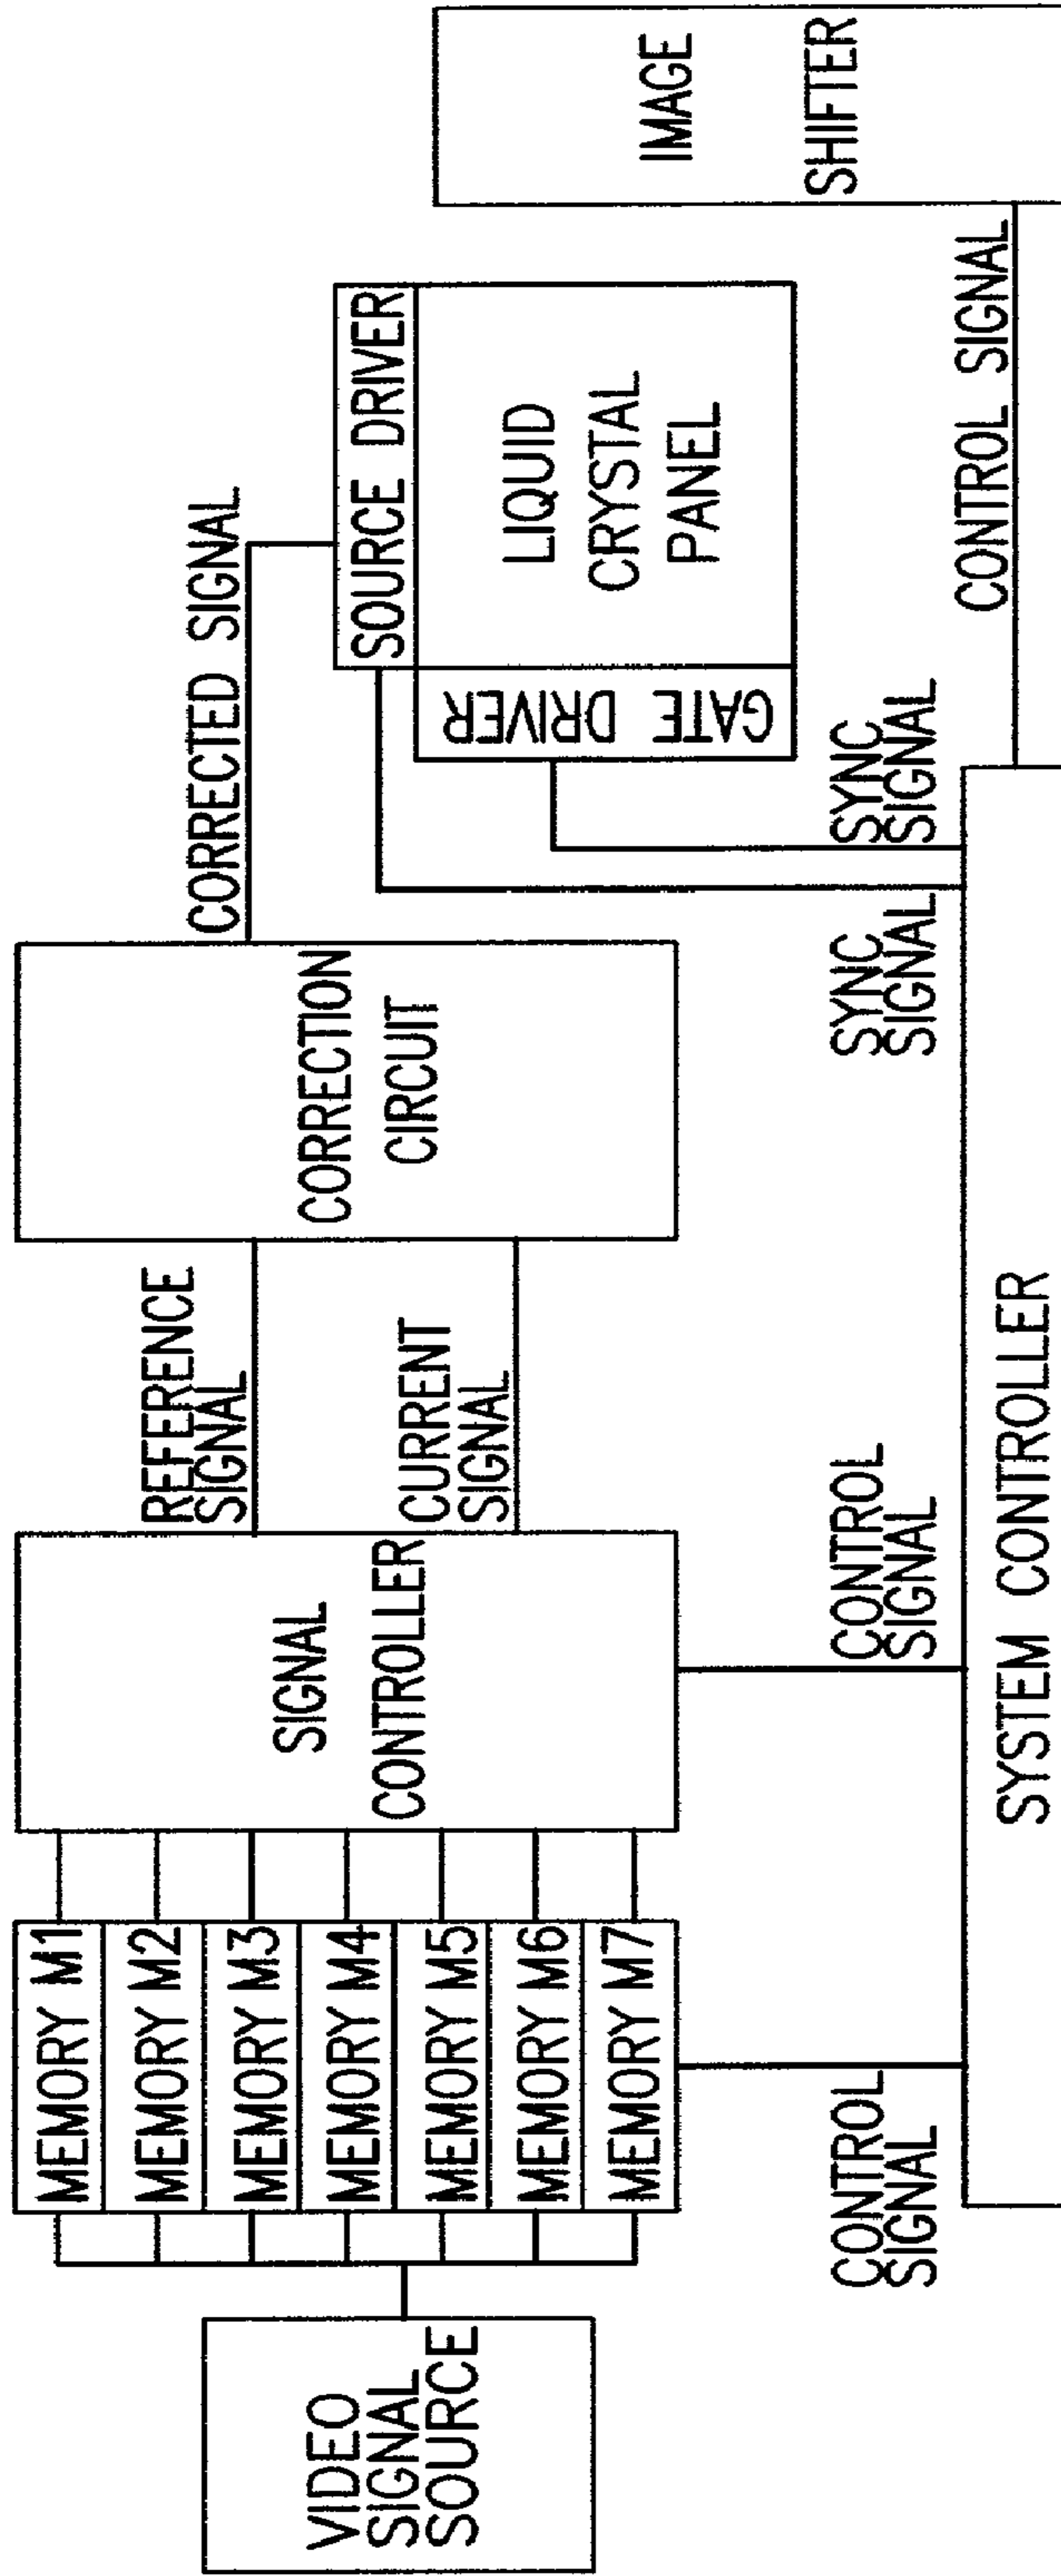 VIDEO
SIGNAL
SOURCE
MEMORY M1
MEMORY M2
MEMORY M3
MEMORY M4
MEMORY M5
MEMORY M6
MEMORY M7
SIGNAL
CONTROLLER
REFERENCE
SIGNAL
CURRENT
SIGNAL
CORRECTION
CIRCUIT
CORRECTED SIGNAL
SOURCE DRIVER
GATE DRIVER
LIQUID
CRYSTAL
PANEL
IMAGE
SHIFTER
CONTROL
SIGNAL
CONTROL
SIGNAL
SYNC
SIGNAL
SYNC
SIGNAL
CONTROL SIGNAL
SYSTEM CONTROLLER